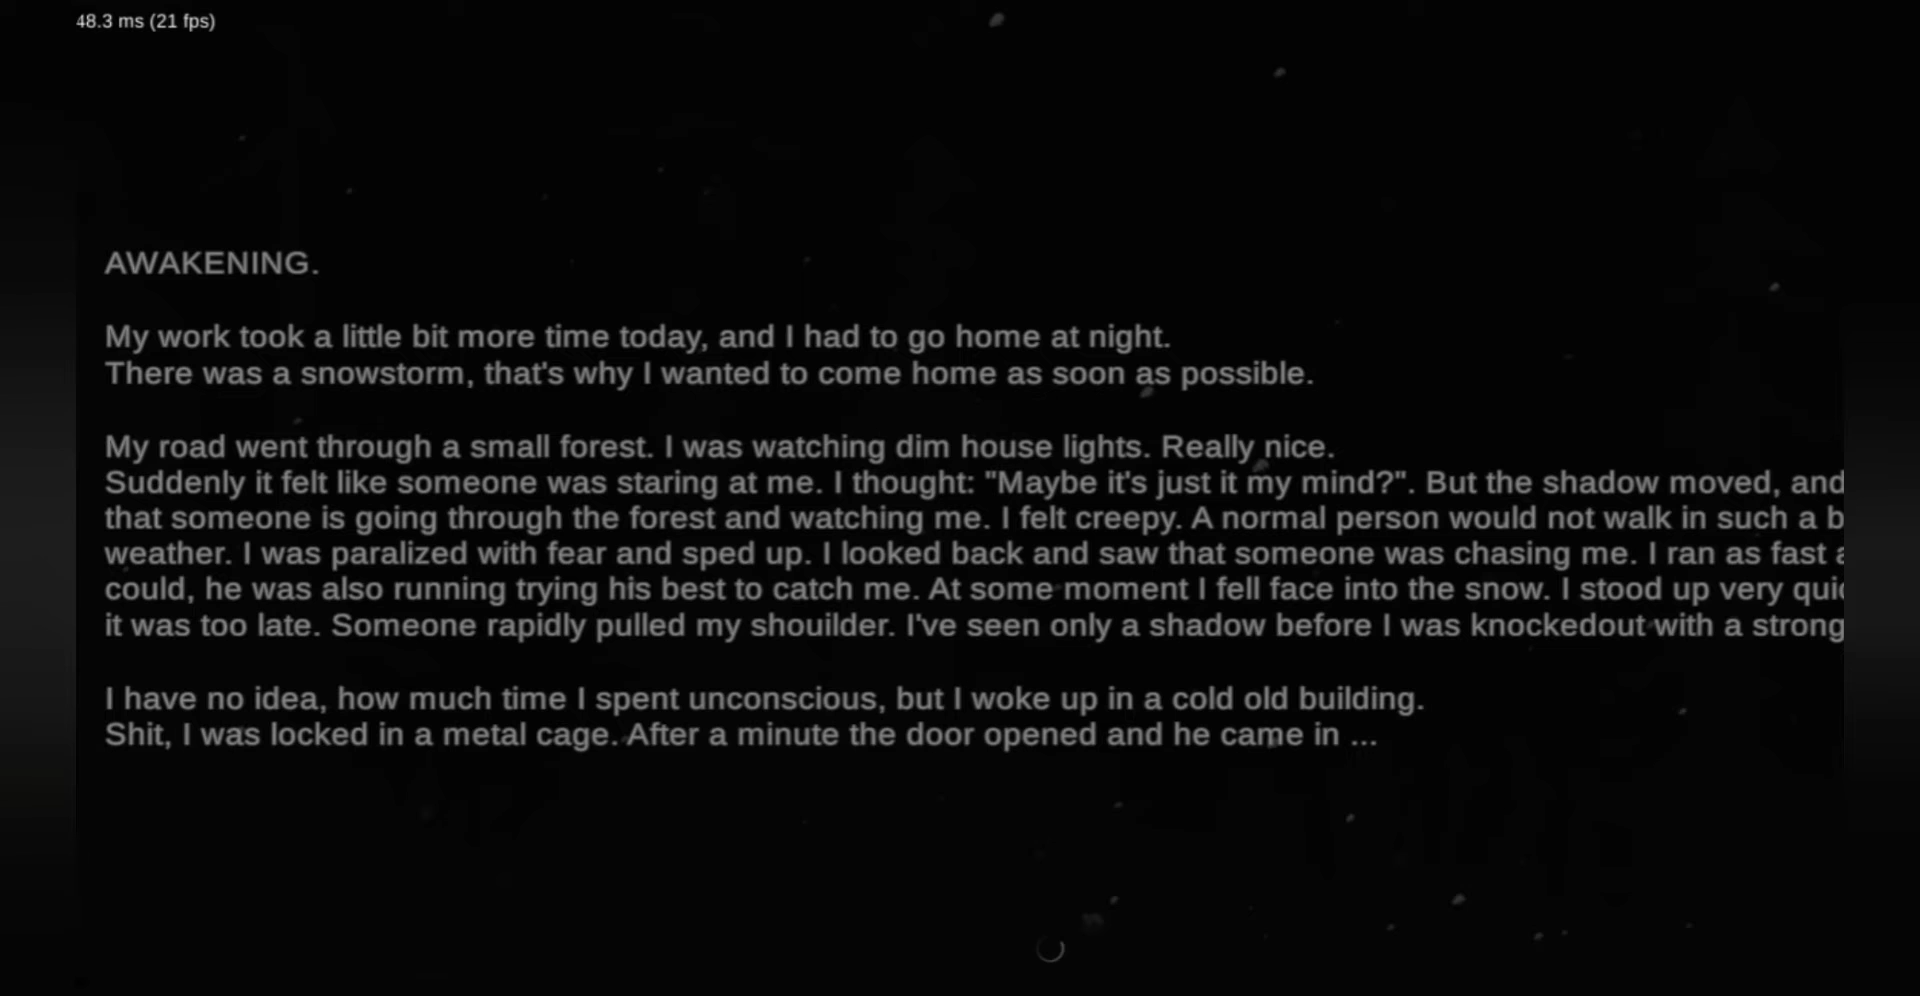 48.3 ms (21 fps)
AWAKENING.
My work took a little bit more time today, and I had to go home at night.
There was a snowstorm, that's why I wanted to come home as soon as possible.
My road went through a small forest. I was watching dim house lights. Really nice.
Suddenly it felt like someone was staring at me. I thought: "Maybe it's just it my mind?". But the shadow moved, and
that someone is going through the forest and watching me. I felt creepy. A normal person would not walk in such a
weather. I was paralized with fear and sped up. I looked back and saw that someone was chasing me. I ran as fast
could, he was also running trying his best to catch me. At some moment I fell face into the snow. I stood up very
it was too late. Someone rapidly pulled my shouilder. I've seen only a shadow before I was knockedout with a strong
I have no idea, how much time I spent unconscious, but I woke up in a cold old building.
Shit, I was locked in a metal cage. After a minute the door opened and he came in ...